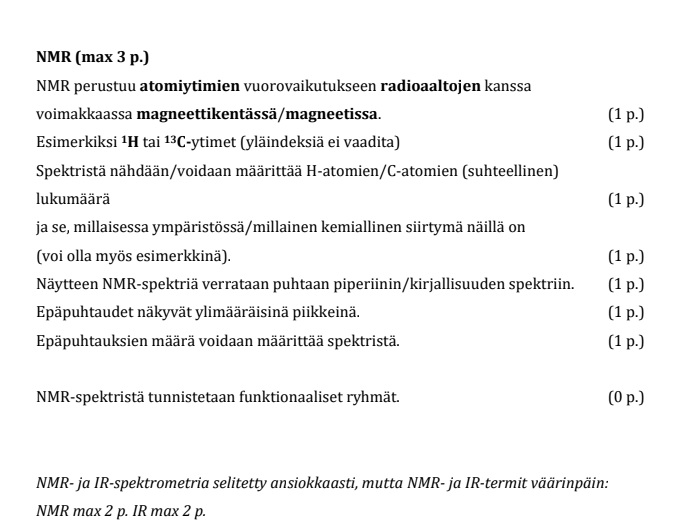 NMR (max 3 p.)
NMR perustuu atomiytimien vuorovaikutukseen radioaaltojen kanssa
voimakkaassa magneettikentässä/magneetissa. (1 p.)
Esimerkiksi ¹H tai ¹³C-ytimet (yläindeksiä ei vaadita) (1 p.)
Spektristä nähdään/voidaan määrittää H-atomien/C-atomien (suhteellinen)
lukumäärä (1 p.)
ja se, millaisessa ympäristössä/millainen kemiallinen siirtymä näillä on
(voi olla myös esimerkkinä). (1 p.)
Näytteen NMR-spektriä verrataan puhtaan piperiinin/kirjallisuuden spektriin. (1 p.)
Epäpuhtaudet näkyvät ylimääräisinä piikkeinä. (1 p.)
Epäpuhtauksien määrä voidaan määrittää spektristä. (1 p.)
NMR-spektristä tunnistetaan funktionaaliset ryhmät. (0 p.)
NMR- ja IR-spektrometria selitetty ansiokkaasti, mutta NMR- ja IR-termit väärinpäin:
NMR max 2 p. IR max 2 p.